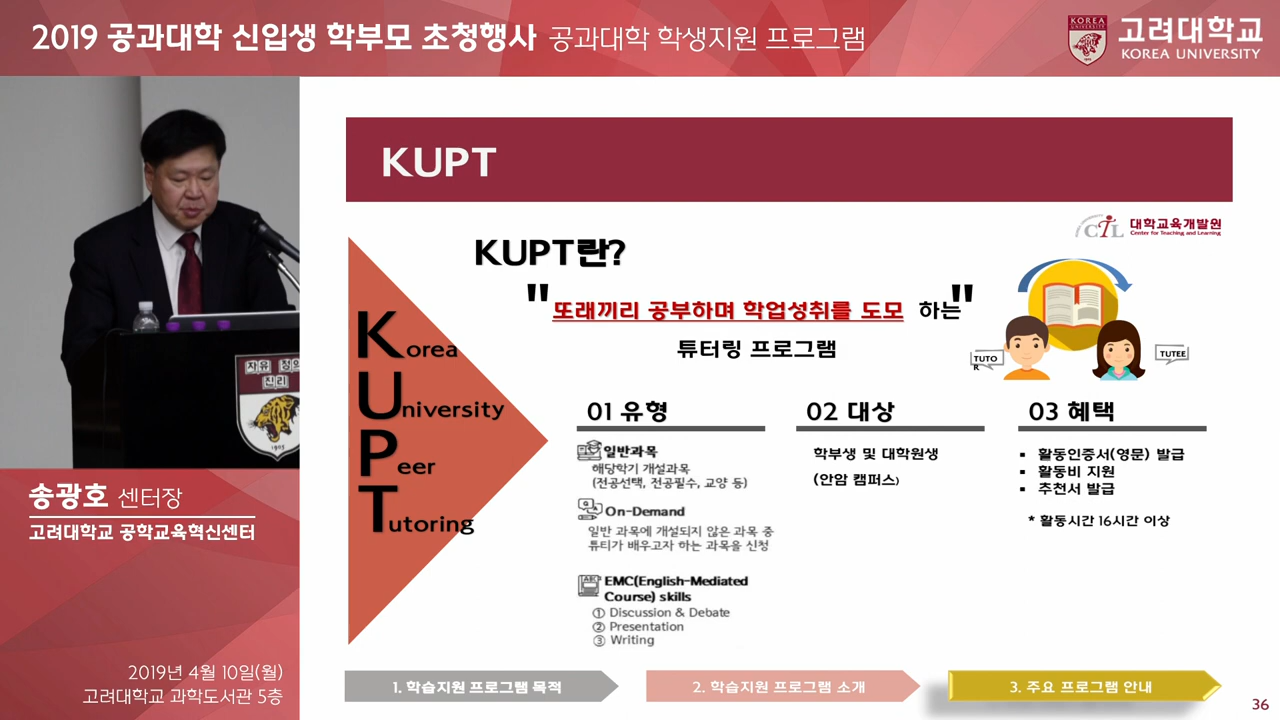 2019 공과대학 신입생 학부모 초청행사 공과대학 학생지원 프로그램
KOREA
UNIVERSITY
1905
고려대학교
KOREA UNIVERSITY
KUPT
CTL 대학교육개발원
Center for Teaching and Learning
KUPT란?
"또래끼리 공부하며 학업성취를 도모 하는"
튜터링 프로그램
TUTO
R
TUTEE
Korea
University
Peer
Tutoring
01 유형
일반과목
해당학기 개설과목
(전공선택, 전공필수, 교양 등)
On-Demand
일반 과목에 개설되지 않은 과목 중
튜티가 배우고자 하는 과목을 신청
ABC
EMC(English-Mediated
Course) skills
① Discussion & Debate
② Presentation
③ Writing
02 대상
학부생 및 대학원생
(안암 캠퍼스)
03 혜택
▪ 활동인증서(영문) 발급
▪ 활동비 지원
▪ 추천서 발급
* 활동시간 16시간 이상
자유 정의
진리
1905
송광호 센터장
고려대학교 공학교육혁신센터
2019년 4월 10일(월)
고려대학교 과학도서관 5층
1. 학습지원 프로그램 목적
2. 학습지원 프로그램 소개
3. 주요 프로그램 안내
36